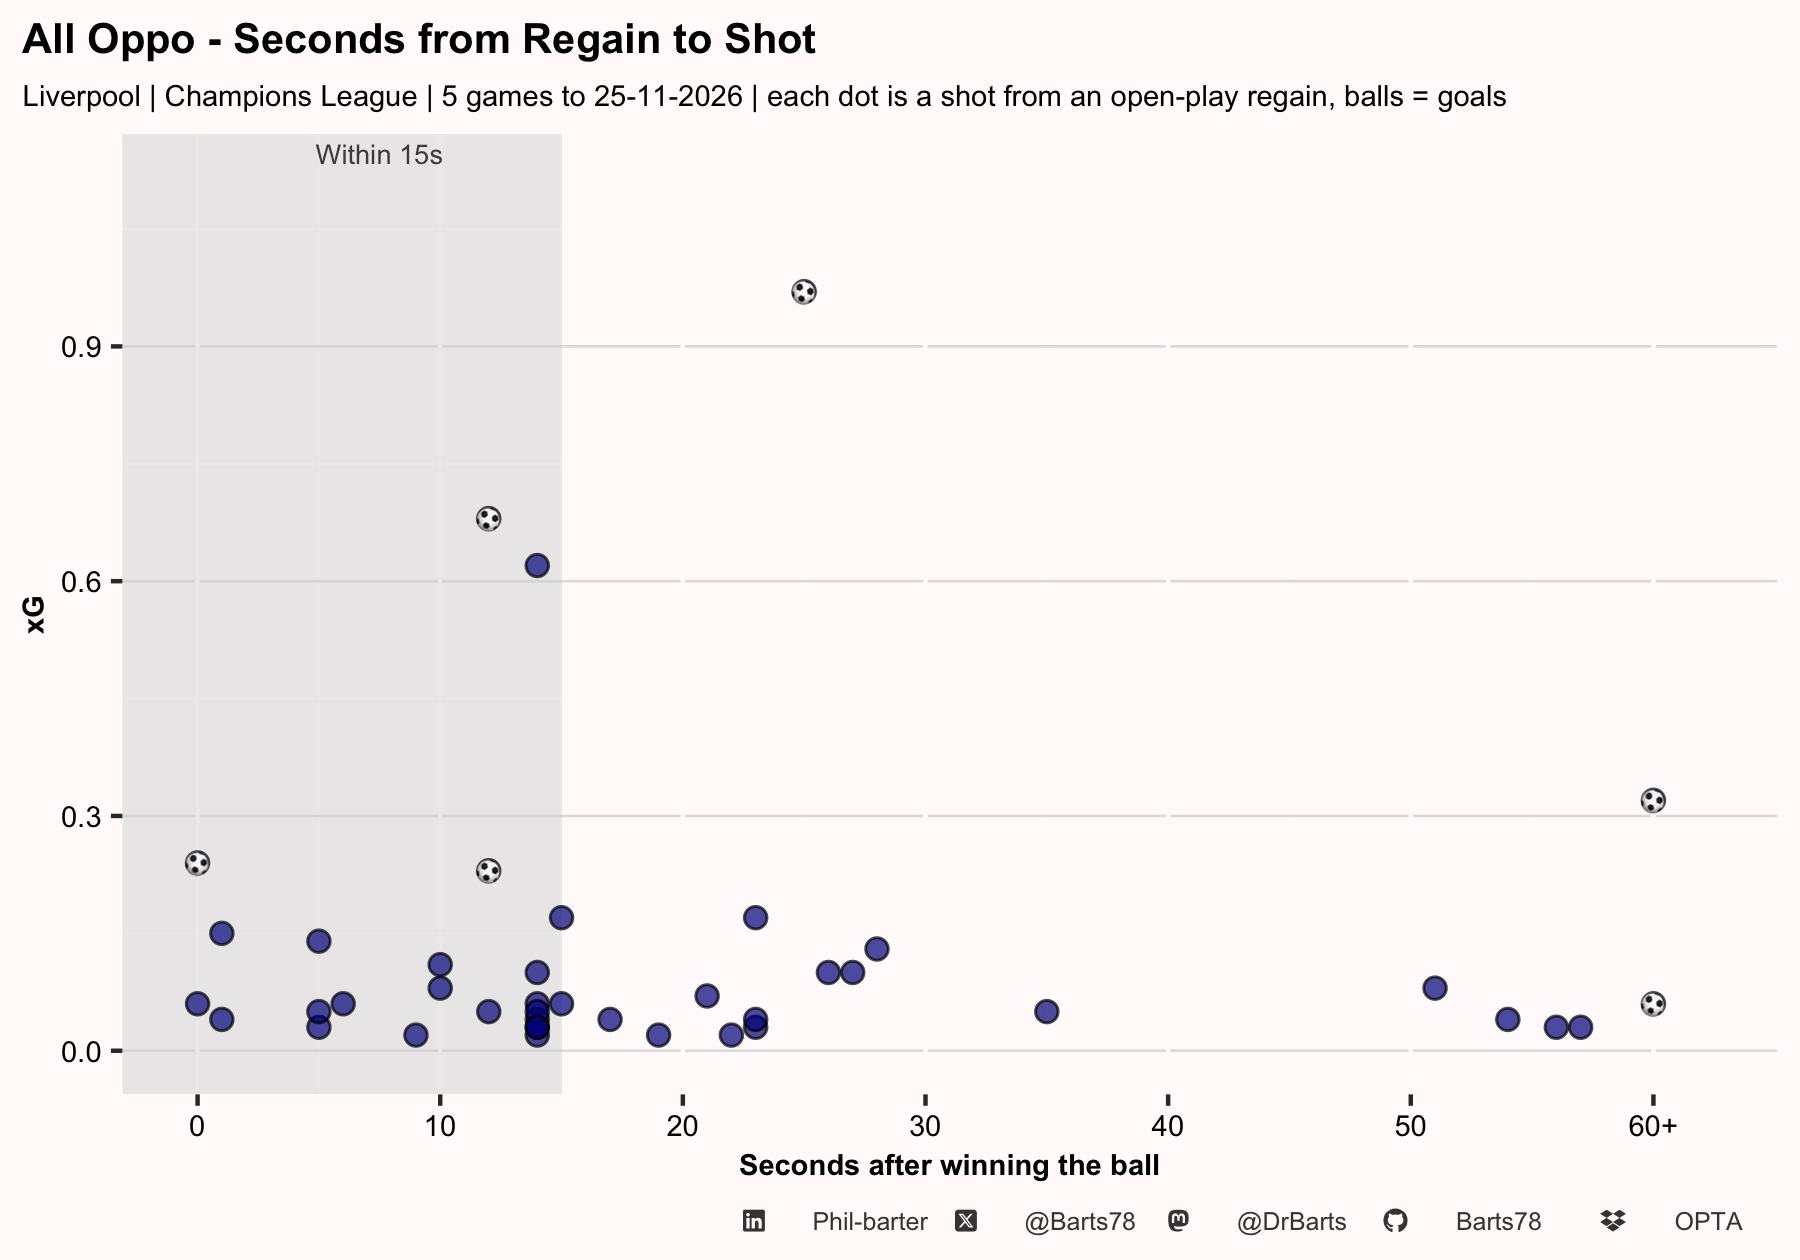 All Oppo - Seconds from Regain to Shot
Liverpool | Champions League | 5 games to 25-11-2026 | each dot is a shot from an open-play regain, balls = goals
Within 15s
0.9
0.6
0.3
0.0
xG
0 10 20 30 40 50 60+
Seconds after winning the ball
Phil-barter @Barts78 @DrBarts Barts78 OPTA